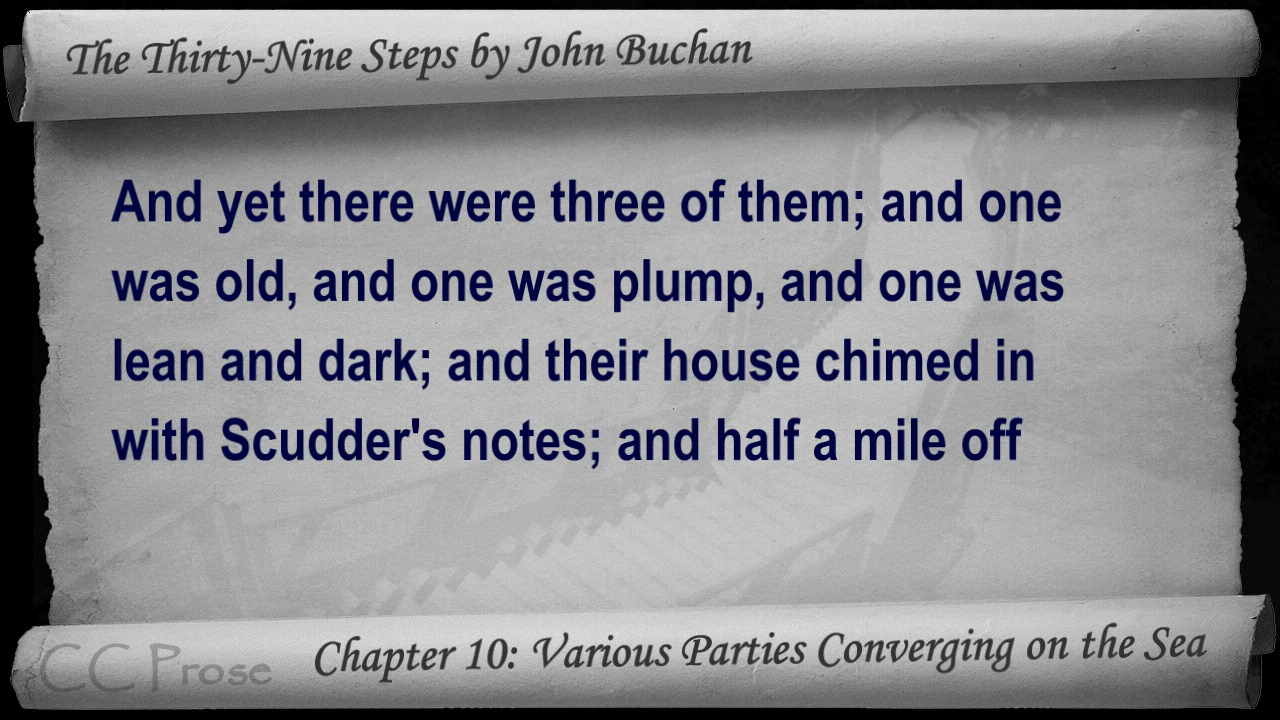 The Thirty-Nine Steps by John Buchan
And yet there were three of them; and one
was old, and one was plump, and one was
lean and dark; and their house chimed in
with Scudder's notes; and half a mile off
CC Prose
Chapter 10: Various Parties Converging on the Sea